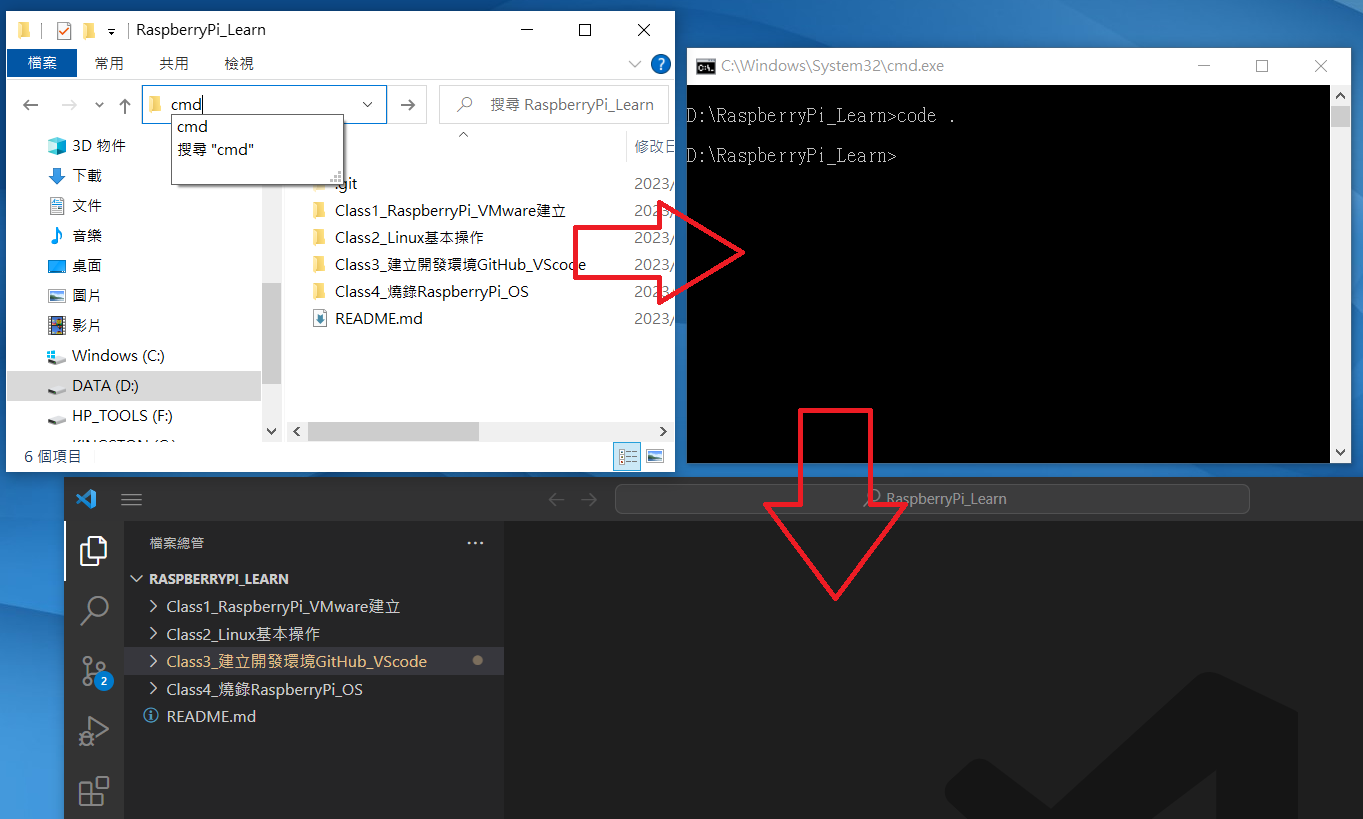 RaspberryPi_Learn
檔案 常用 共用 檢視
cmd
搜尋 RaspberryPi_Learn
cmd
搜尋 "cmd"
修改日
3D 物件
下載
文件
音樂
桌面
圖片
影片
Windows (C:)
DATA (D:)
HP_TOOLS (F:)
.git 2023/
Class1_RaspberryPi_VMware建立 2023/
Class2_Linux基本操作 2023/
Class3_建立開發環境GitHub_VScode 2023/
Class4_燒錄RaspberryPi_OS 2023/
README.md 2023/
6 個項目
C:\Windows\System32\cmd.exe
D:\RaspberryPi_Learn>code .
D:\RaspberryPi_Learn>
RaspberryPi_Learn
檔案總管
RASPBERRYPI_LEARN
Class1_RaspberryPi_VMware建立
Class2_Linux基本操作
Class3_建立開發環境GitHub_VScode
Class4_燒錄RaspberryPi_OS
README.md
2